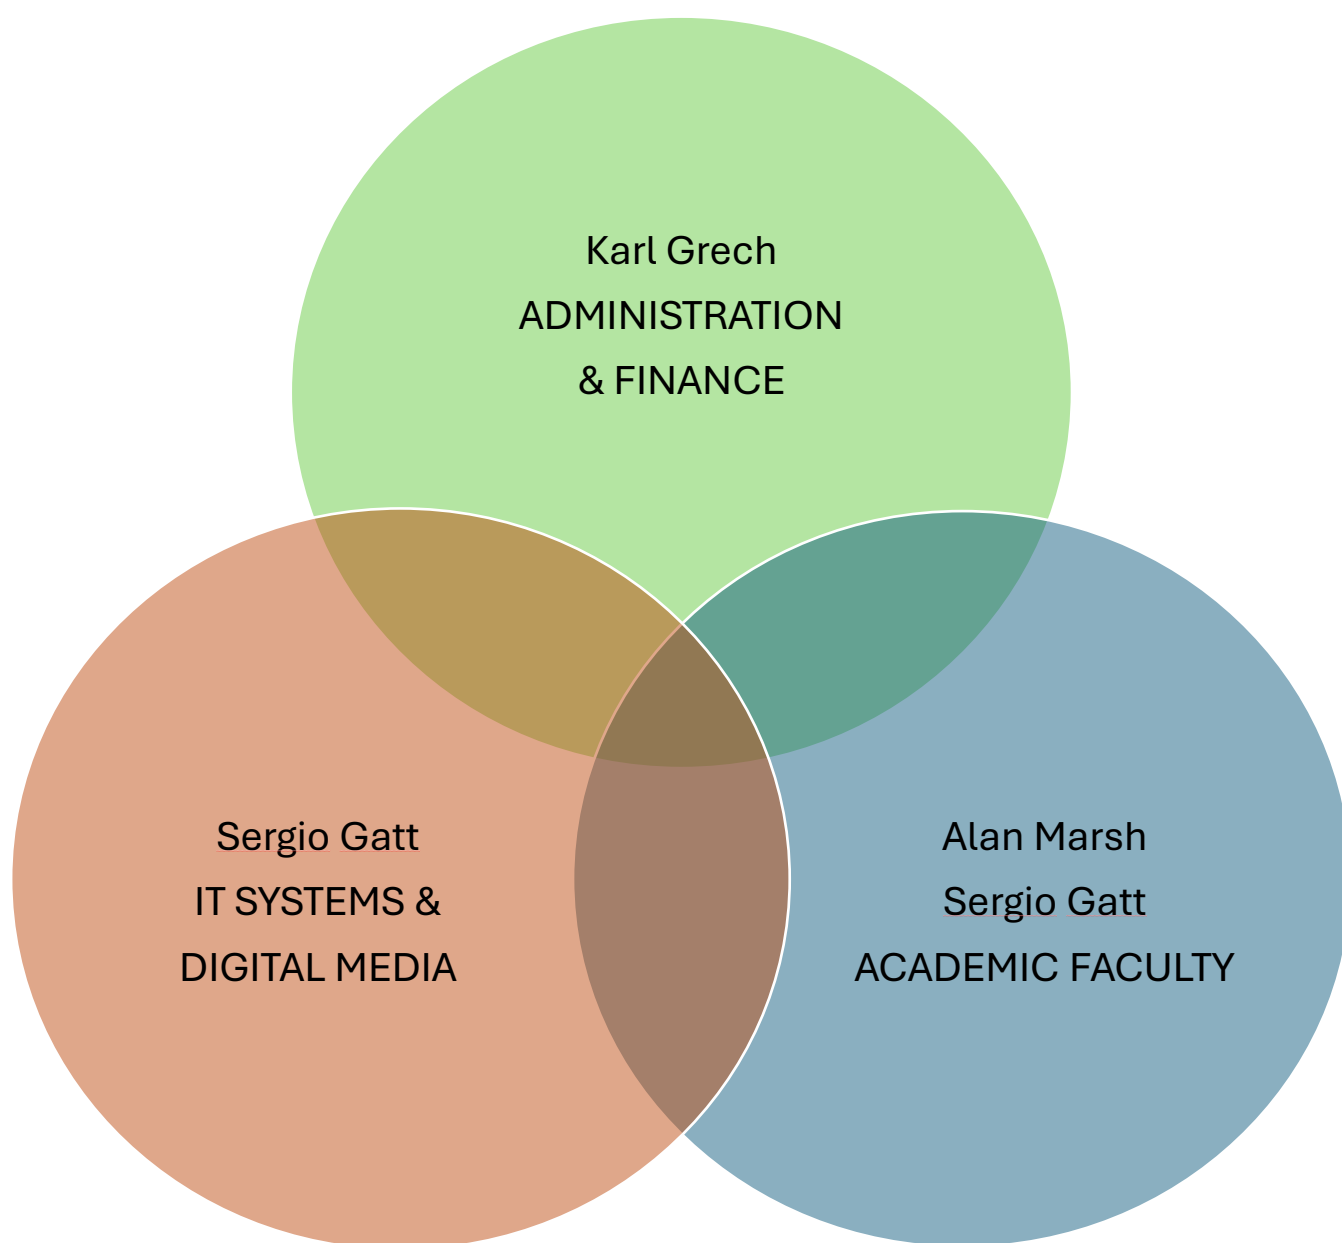 Karl Grech
ADMINISTRATION
& FINANCE
Sergio Gatt
IT SYSTEMS &
DIGITAL MEDIA
Alan Marsh
Sergio Gatt
ACADEMIC FACULTY